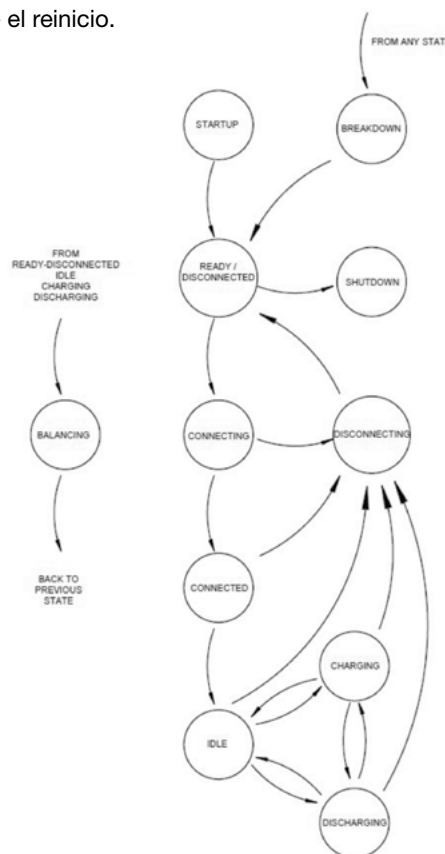 el reinicio.
FROM ANY STAT
STARTUP
BREAKDOWN
FROM
READY-DISCONNECTED
IDLE
CHARGING
DISCHARGING
READY /
DISCONNECTED
SHUTDOWN
BALANCING
CONNECTING
DISCONNECTING
BACK TO
PREVIOUS
STATE
CONNECTED
CHARGING
IDLE
DISCHARGING